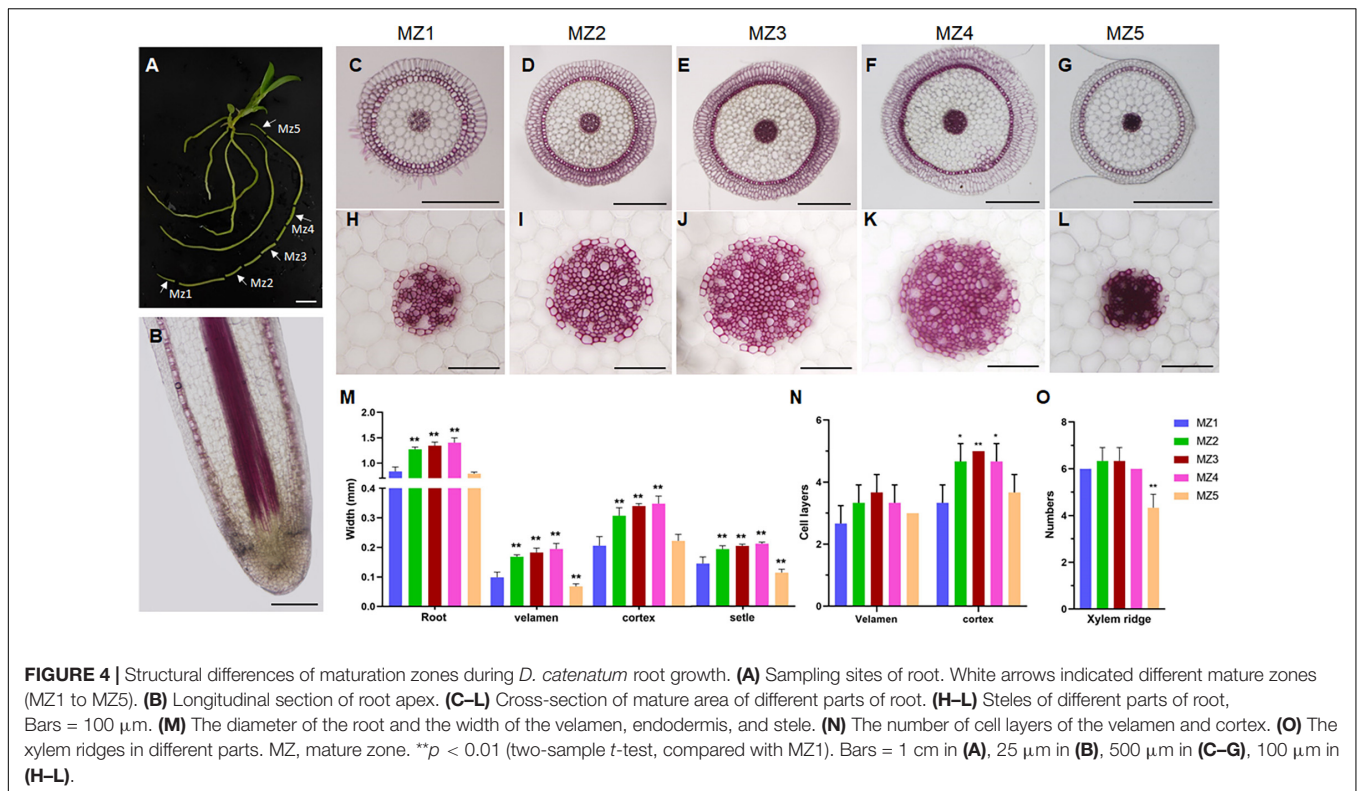 MZ1 MZ2 MZ3 MZ4 MZ5
A
Mz5
Mz4
Mz3
Mz2
Mz1
B
C D E F G
H I J K L
M
Width (mm)
2.0
1.5
1.0
0.4
0.3
0.2
0.1
0.0
** ** **
** ** ** **
** ** **
** ** ** **
Root velamen cortex setle
N
Cell layers
6
4
2
0
* ** *
Velamen cortex
O
Numbers
8
6
4
2
0
**
Xylem ridge
MZ1
MZ2
MZ3
MZ4
MZ5
FIGURE 4 | Structural differences of maturation zones during D. catenatum root growth. (A) Sampling sites of root. White arrows indicated different mature zones
(MZ1 to MZ5). (B) Longitudinal section of root apex. (C–L) Cross-section of mature area of different parts of root. (H–L) Steles of different parts of root,
Bars = 100 μm. (M) The diameter of the root and the width of the velamen, endodermis, and stele. (N) The number of cell layers of the velamen and cortex. (O) The
xylem ridges in different parts. MZ, mature zone. **p < 0.01 (two-sample t-test, compared with MZ1). Bars = 1 cm in (A), 25 μm in (B), 500 μm in (C–G), 100 μm in
(H–L).